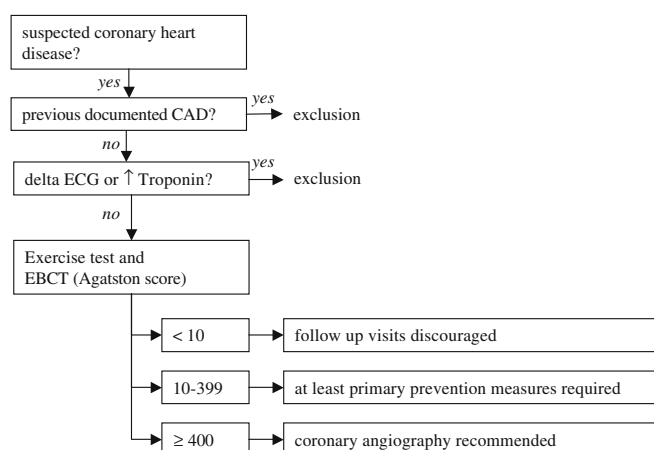 suspected coronary heart
disease?
yes
previous documented CAD?
yes
exclusion
no
delta ECG or ↑ Troponin?
yes
exclusion
no
Exercise test and
EBCT (Agatston score)
< 10
follow up visits discouraged
10-399
at least primary prevention measures required
≥ 400
coronary angiography recommended